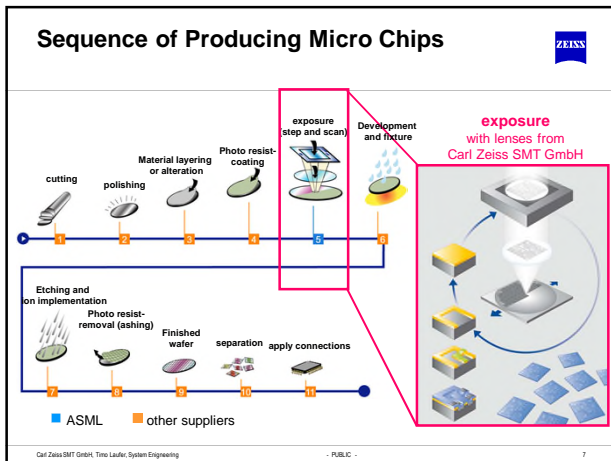 Sequence of Producing Micro Chips
ZEISS
cutting
polishing
Material layering
or alteration
Photo resist-
coating
exposure
(step and scan)
Development
and fixture
1
2
3
4
5
6
Etching and
ion implementation
Photo resist-
removal (ashing)
Finished
wafer
separation
apply connections
7
8
9
10
11
ASML
other suppliers
exposure
with lenses from
Carl Zeiss SMT GmbH
Carl Zeiss SMT GmbH, Timo Laufer, System Enigneering
- PUBLIC -
7